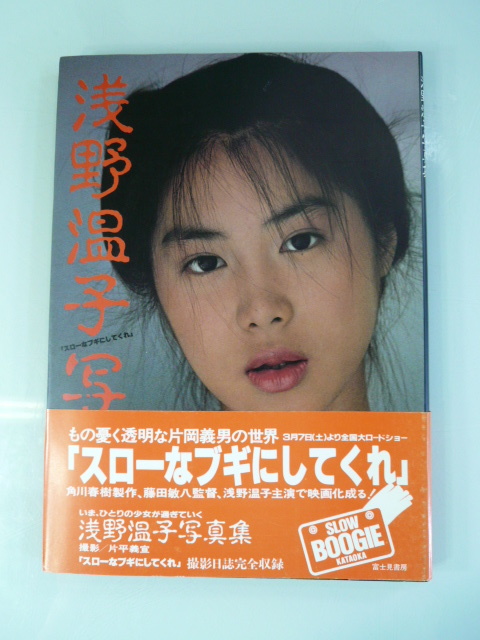 浅野温子写
「スローなブギにしてくれ」
もの憂く透明な片岡義男の世界 3月7日(土)より全国大ロードショー
「スローなブギにしてくれ」
角川春樹製作、藤田敏八監督、浅野温子主演で映画化成る!
いま、ひとりの少女が過ぎていく
浅野温子写真集
撮影/片平義宣
「スローなブギにしてくれ」撮影日誌完全収録
SLOW
BOOGIE
KATAOKA
富士見書房